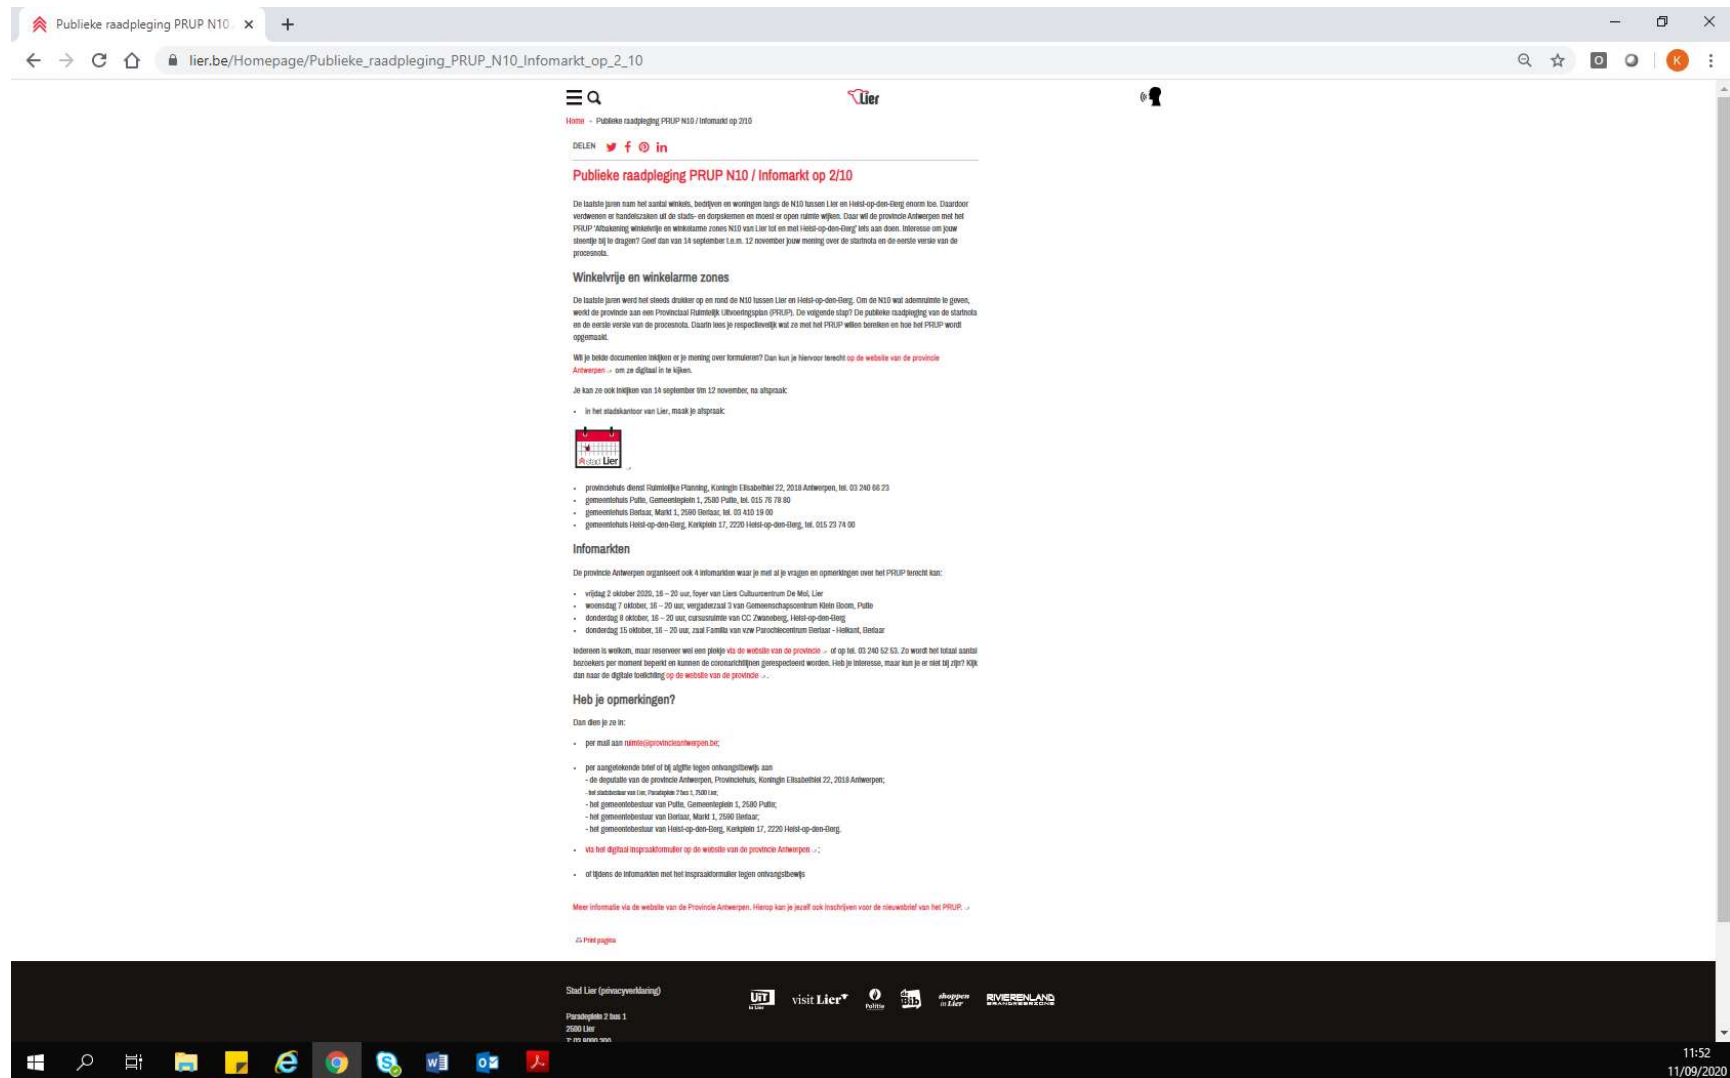 Publieke raadpleging PRUP N10
lier.be/Homepage/Publieke_raadpleging_PRUP_N10_Infomarkt_op_2_10
K
Lier
Home - Publieke raadpleging PRUP N10 / Infomarkt op 2/10
DELEN
Publieke raadpleging PRUP N10 / Infomarkt op 2/10
De laatste jaren nam het aantal winkels, bedrijven en woningen langs de N10 tussen Lier en Heist-op-den-Berg enorm toe. Daardoor
verdwenen er handelszaken uit de stads- en dorpskernen en moest er open ruimte wijken. Daar wil de provincie Antwerpen met het
PRUP 'Afbakening winkelvrije en winkelarme zones N10 van Lier tot en met Heist-op-den-Berg' iets aan doen. Interesse om jouw
steentje bij te dragen? Geef dan van 14 september t.e.m. 12 november jouw mening over de startnota en de eerste versie van de
procesnota.
Winkelvrije en winkelarme zones
De laatste jaren werd het steeds drukker op en rond de N10 tussen Lier en Heist-op-den-Berg. Om de N10 wat ademruimte te geven,
werkt de provincie aan een Provinciaal Ruimtelijk Uitvoeringsplan (PRUP). De volgende stap? De publieke raadpleging van de startnota
en de eerste versie van de procesnota. Daarin lees je respectievelijk wat ze met het PRUP willen bereiken en hoe het PRUP wordt
opgemaakt.
Wil je beide documenten inkijken er je mening over formuleren? Dan kun je hiervoor terecht op de website van de provincie
Antwerpen om ze digitaal in te kijken.
Je kan ze ook inkijken van 14 september t/m 12 november, na afspraak:
• in het stadskantoor van Lier, maak je afspraak:
stad Lier
• provinciehuis dienst Ruimtelijke Planning, Koningin Elisabethlei 22, 2018 Antwerpen, tel. 03 240 66 23
• gemeentehuis Putte, Gemeenteplein 1, 2580 Putte, tel. 015 76 78 80
• gemeentehuis Berlaar, Markt 1, 2590 Berlaar, tel. 03 410 19 00
• gemeentehuis Heist-op-den-Berg, Kerkplein 17, 2220 Heist-op-den-Berg, tel. 015 23 74 00
Infomarkten
De provincie Antwerpen organiseert ook 4 infomarkten waar je met al je vragen en opmerkingen over het PRUP terecht kan:
• vrijdag 2 oktober 2020, 16 – 20 uur, foyer van Liers Cultuurcentrum De Mol, Lier
• woensdag 7 oktober, 16 – 20 uur, vergaderzaal 3 van Gemeenschapscentrum Klein Boom, Putte
• donderdag 8 oktober, 16 – 20 uur, cursusruimte van CC Zwaneberg, Heist-op-den-Berg
• donderdag 15 oktober, 16 – 20 uur, zaal Familia van vzw Parochiecentrum Berlaar - Heikant, Berlaar
Iedereen is welkom, maar reserveer wel een plekje via de website van de provincie of op tel. 03 240 52 53. Zo wordt het totaal aantal
bezoekers per moment beperkt en kunnen de coronarichtlijnen gerespecteerd worden. Heb je interesse, maar kun je er niet bij zijn? Kijk
dan naar de digitale toelichting op de website van de provincie .
Heb je opmerkingen?
Dan dien je ze in:
• per mail aan ruimte@provincieantwerpen.be;
• per aangetekende brief of bij afgifte tegen ontvangstbewijs aan
- de deputatie van de provincie Antwerpen, Provinciehuis, Koningin Elisabethlei 22, 2018 Antwerpen;
- het stadsbestuur van Lier, Paradeplein 2 bus 1, 2500 Lier;
- het gemeentebestuur van Putte, Gemeenteplein 1, 2580 Putte;
- het gemeentebestuur van Berlaar, Markt 1, 2590 Berlaar;
- het gemeentebestuur van Heist-op-den-Berg, Kerkplein 17, 2220 Heist-op-den-Berg.
• via het digitaal inspraakformulier op de website van de provincie Antwerpen ;
• of tijdens de infomarkten met het inspraakformulier tegen ontvangstbewijs
Meer informatie via de website van de Provincie Antwerpen. Hierop kan je jezelf ook inschrijven voor de nieuwsbrief van het PRUP.
Print pagina
Stad Lier (privacyverklaring)
UiT in Lier visit Lier Politie de Bib shoppen in Lier RIVIERENLAND BRANDWEERZONE
Paradeplein 2 bus 1
2500 Lier
T: 03 8000 300
11:52
11/09/2020